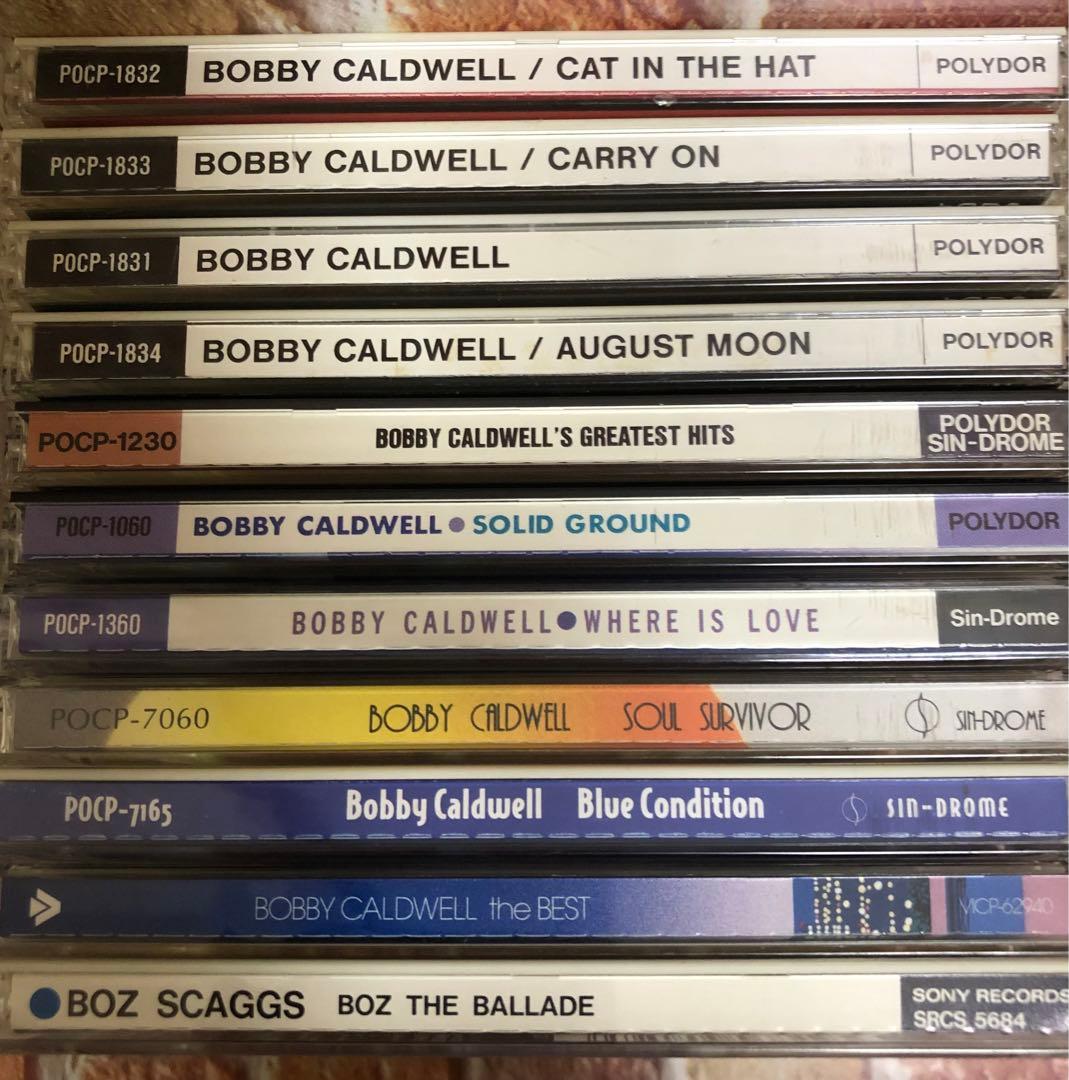 POCP-1832 BOBBY CALDWELL / CAT IN THE HAT POLYDOR
POCP-1833 BOBBY CALDWELL / CARRY ON POLYDOR
POCP-1831 BOBBY CALDWELL POLYDOR
POCP-1834 BOBBY CALDWELL / AUGUST MOON POLYDOR
POCP-1230 BOBBY CALDWELL'S GREATEST HITS POLYDOR
SIN-DROME
POCP-1060 BOBBY CALDWELL●SOLID GROUND POLYDOR
POCP-1360 BOBBY CALDWELL●WHERE IS LOVE Sin-Drome
POCP-7060 BOBBY CALDWELL SOUL SURVIVOR SIN-DROME
POCP-7165 Bobby Caldwell Blue Condition SIN-DROME
BOBBY CALDWELL the BEST VICP-62940
●BOZ SCAGGS BOZ THE BALLADE SONY RECORDS
SRCS 5684